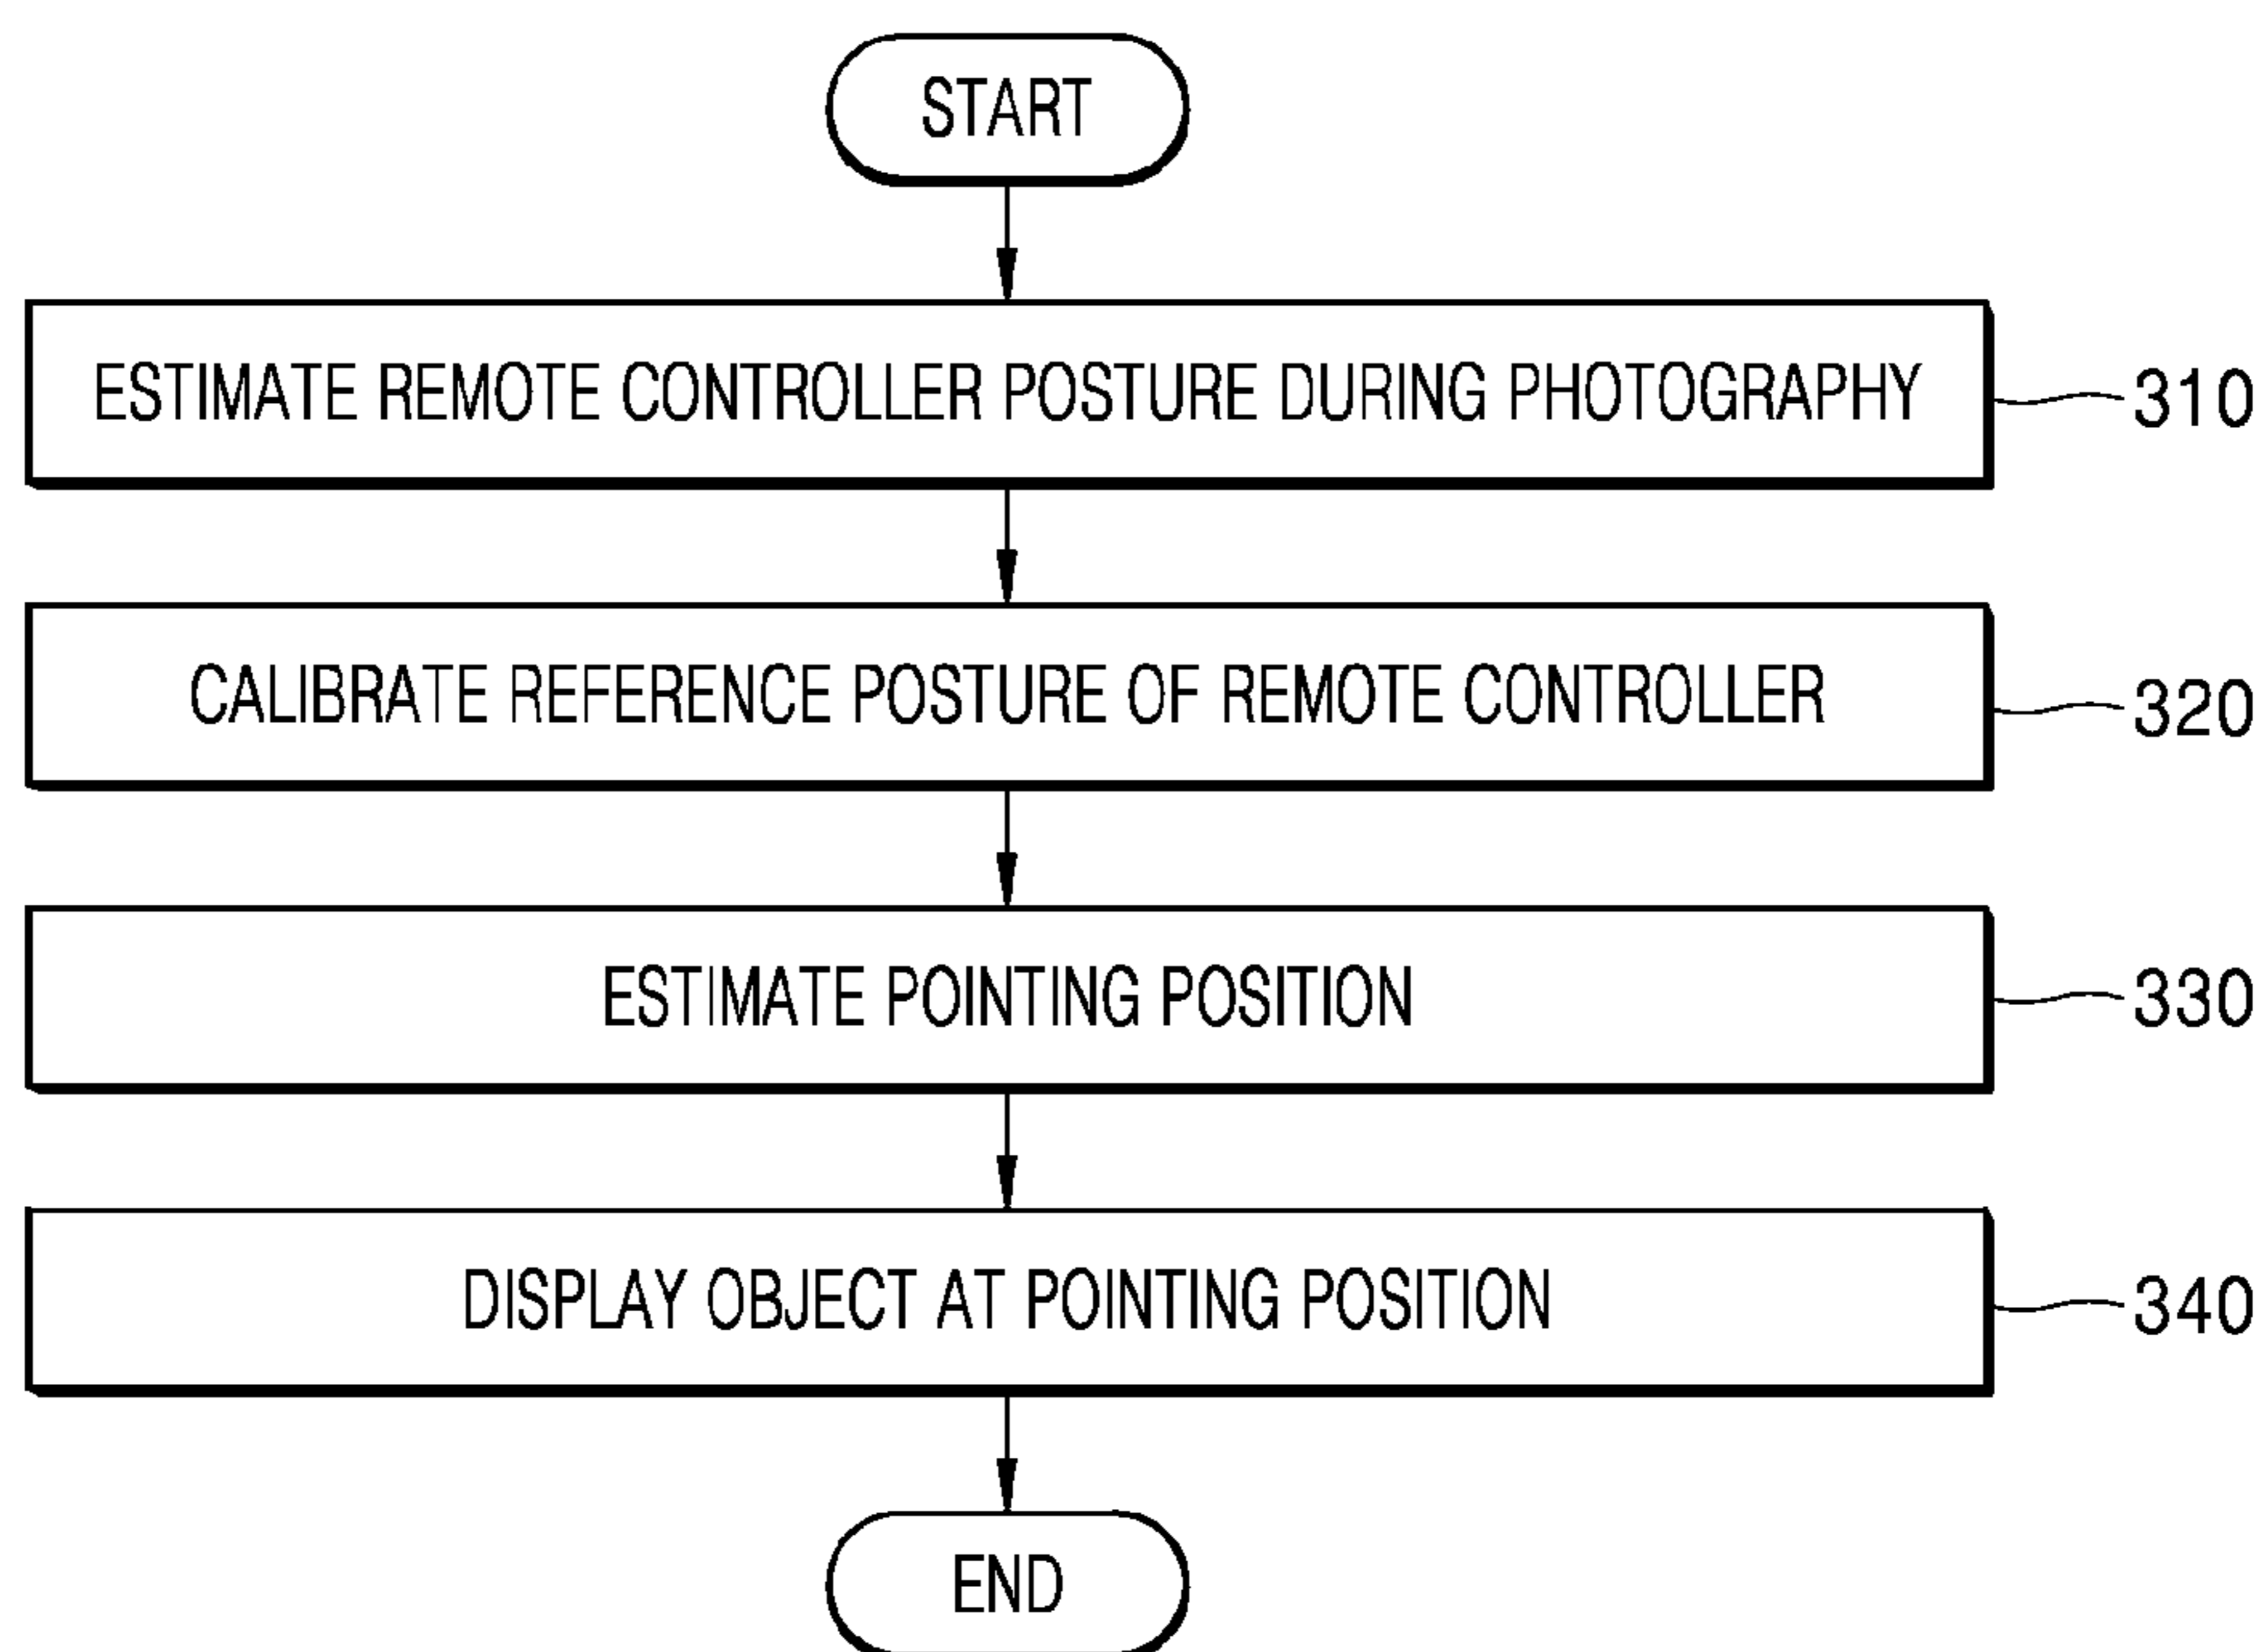 START
ESTIMATE REMOTE CONTROLLER POSTURE DURING PHOTOGRAPHY
310
CALIBRATE REFERENCE POSTURE OF REMOTE CONTROLLER
320
ESTIMATE POINTING POSITION
330
DISPLAY OBJECT AT POINTING POSITION
340
END